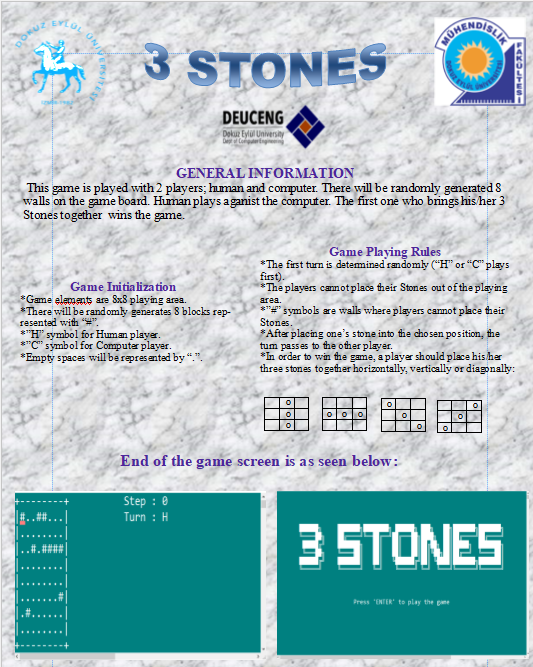 DOKUZ EYLÜL ÜNİVERSİTESİ
3 STONES
MÜHENDİSLİK
FAKÜLTESİ
DEUCENG
Dokuz Eylül University
Dept. of Computer Engineering
GENERAL INFORMATION
This game is played with 2 players; human and computer. There will be randomly generated 8
walls on the game board. Human plays aganist the computer. The first one who brings his/her 3
Stones together wins the game.
Game Initialization
*Game elements are 8x8 playing area.
*There will be randomly generates 8 blocks rep-
resented with “#”
*”H” symbol for Human player.
*”C” symbol for Computer player.
*Empty spaces will be represented by “.”.
Game Playing Rules
*The first turn is determined randomly (“H” or “C” plays
first).
*The players cannot place their Stones out of the playing
area.
*”#” symbols are walls where players cannot place their
Stones.
*After placing one’s stone into the chosen position, the
turn passes to the other player.
*In order to win the game, a player should place his/her
three stones together horizontally, vertically or diagonally:
o o o
o o o
o o o
o o o
End of the game screen is as seen below:
+--------+ Step : 0
|#..##...| Turn : H
|........|
|..#.####|
|........|
|........|
|.......#|
|.#......|
|........|
+--------+
3 STONES
Press 'ENTER' to play the game